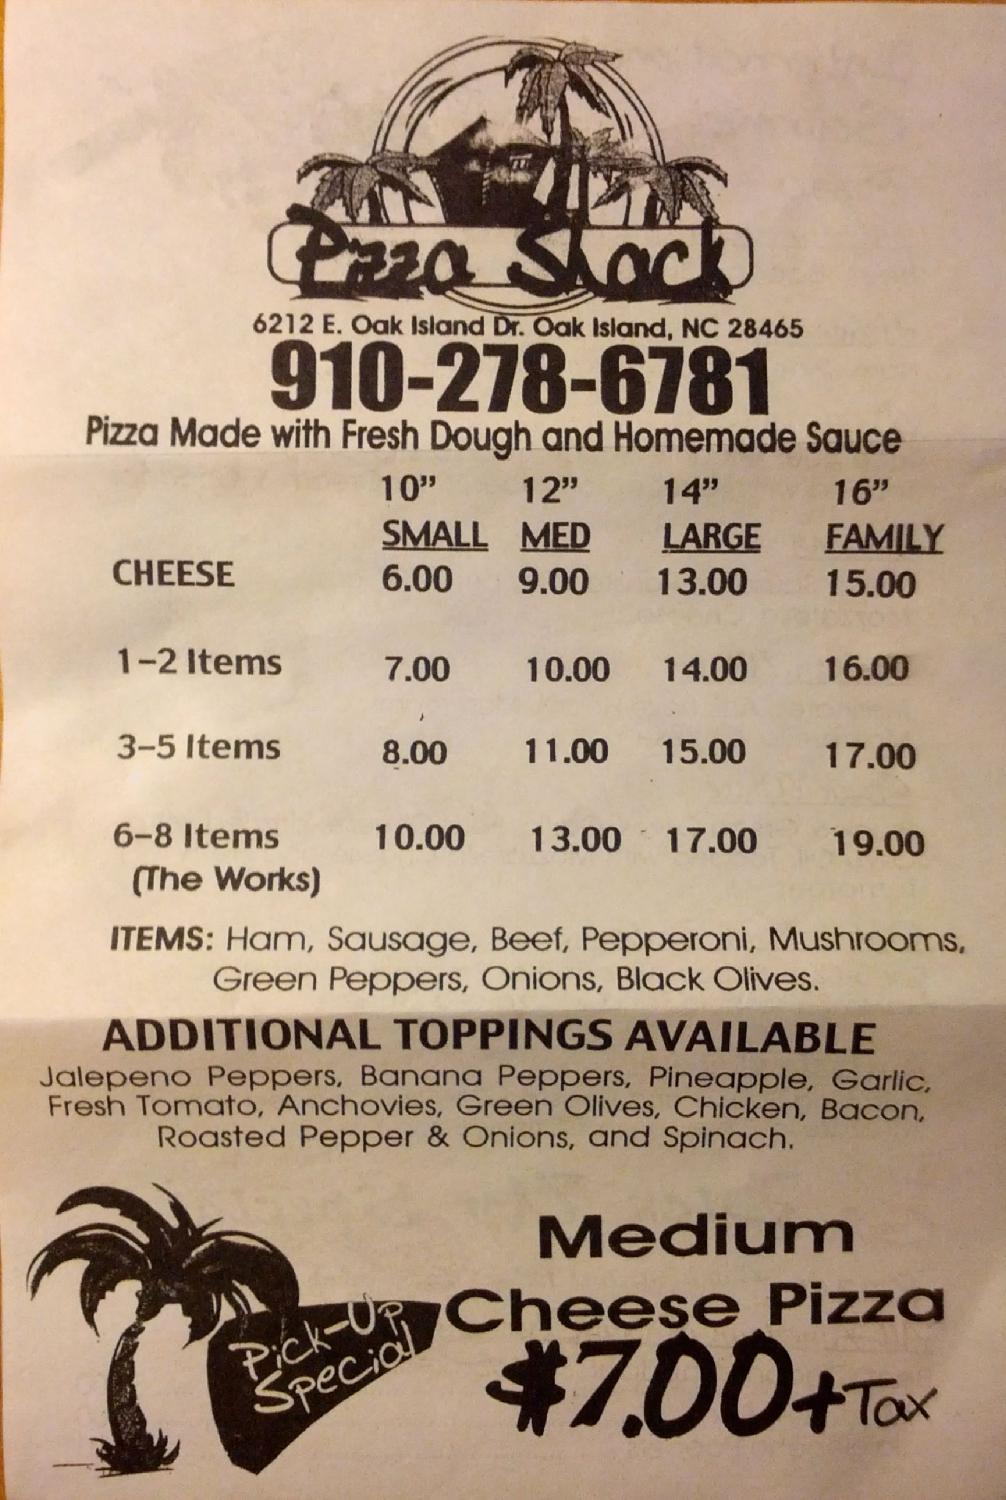 Pizza Shack
6212 E. Oak Island Dr. Oak Island, NC 28465
910-278-6781
Pizza Made with Fresh Dough and Homemade Sauce
10” 12” 14” 16”
SMALL MED LARGE FAMILY
CHEESE 6.00 9.00 13.00 15.00
1–2 Items 7.00 10.00 14.00 16.00
3–5 Items 8.00 11.00 15.00 17.00
6–8 Items 10.00 13.00 17.00 19.00
(The Works)
ITEMS: Ham, Sausage, Beef, Pepperoni, Mushrooms,
Green Peppers, Onions, Black Olives.
ADDITIONAL TOPPINGS AVAILABLE
Jalepeno Peppers, Banana Peppers, Pineapple, Garlic,
Fresh Tomato, Anchovies, Green Olives, Chicken, Bacon,
Roasted Pepper & Onions, and Spinach.
Pick-Up
Special
Medium
Cheese Pizza
$7.00+Tax